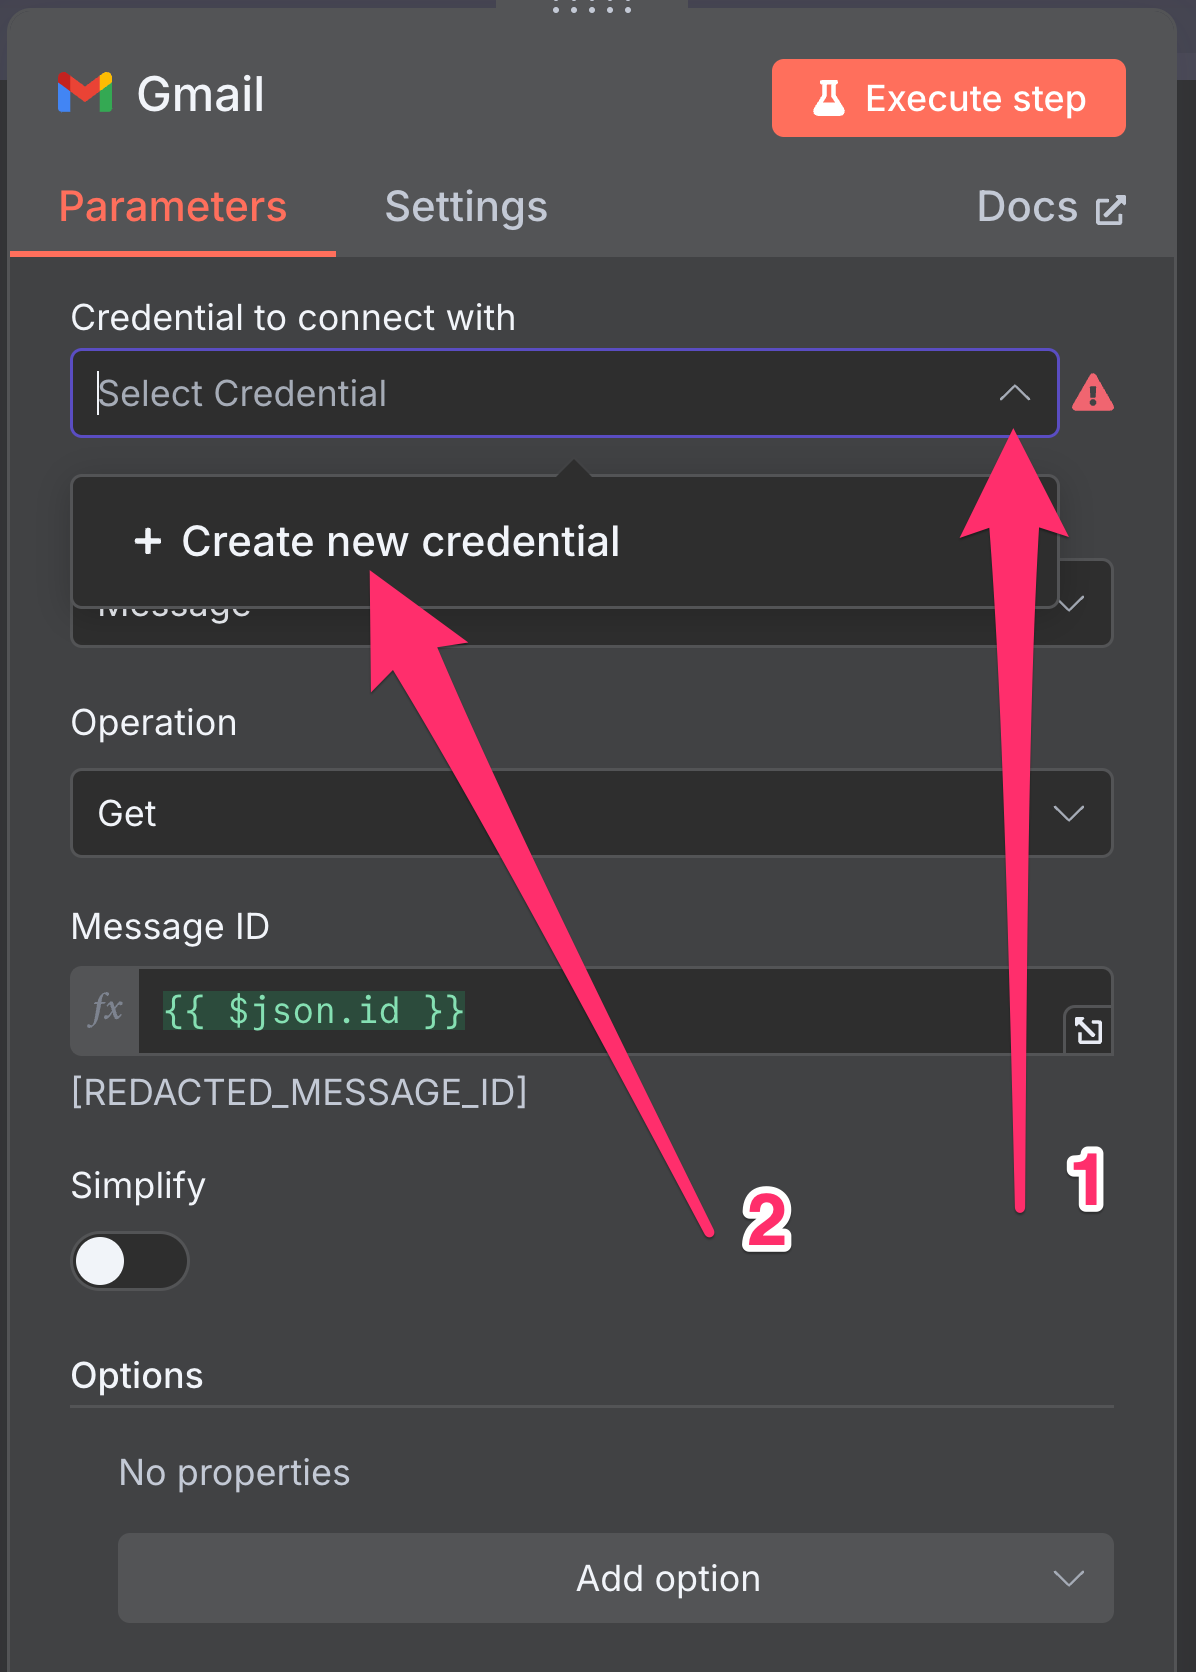 Gmail
Execute step
Parameters
Settings
Docs
Credential to connect with
Select Credential
+ Create new credential
Message
Operation
Get
Message ID
fx
{{ $json.id }}
[REDACTED_MESSAGE_ID]
1
2
Simplify
Options
No properties
Add option